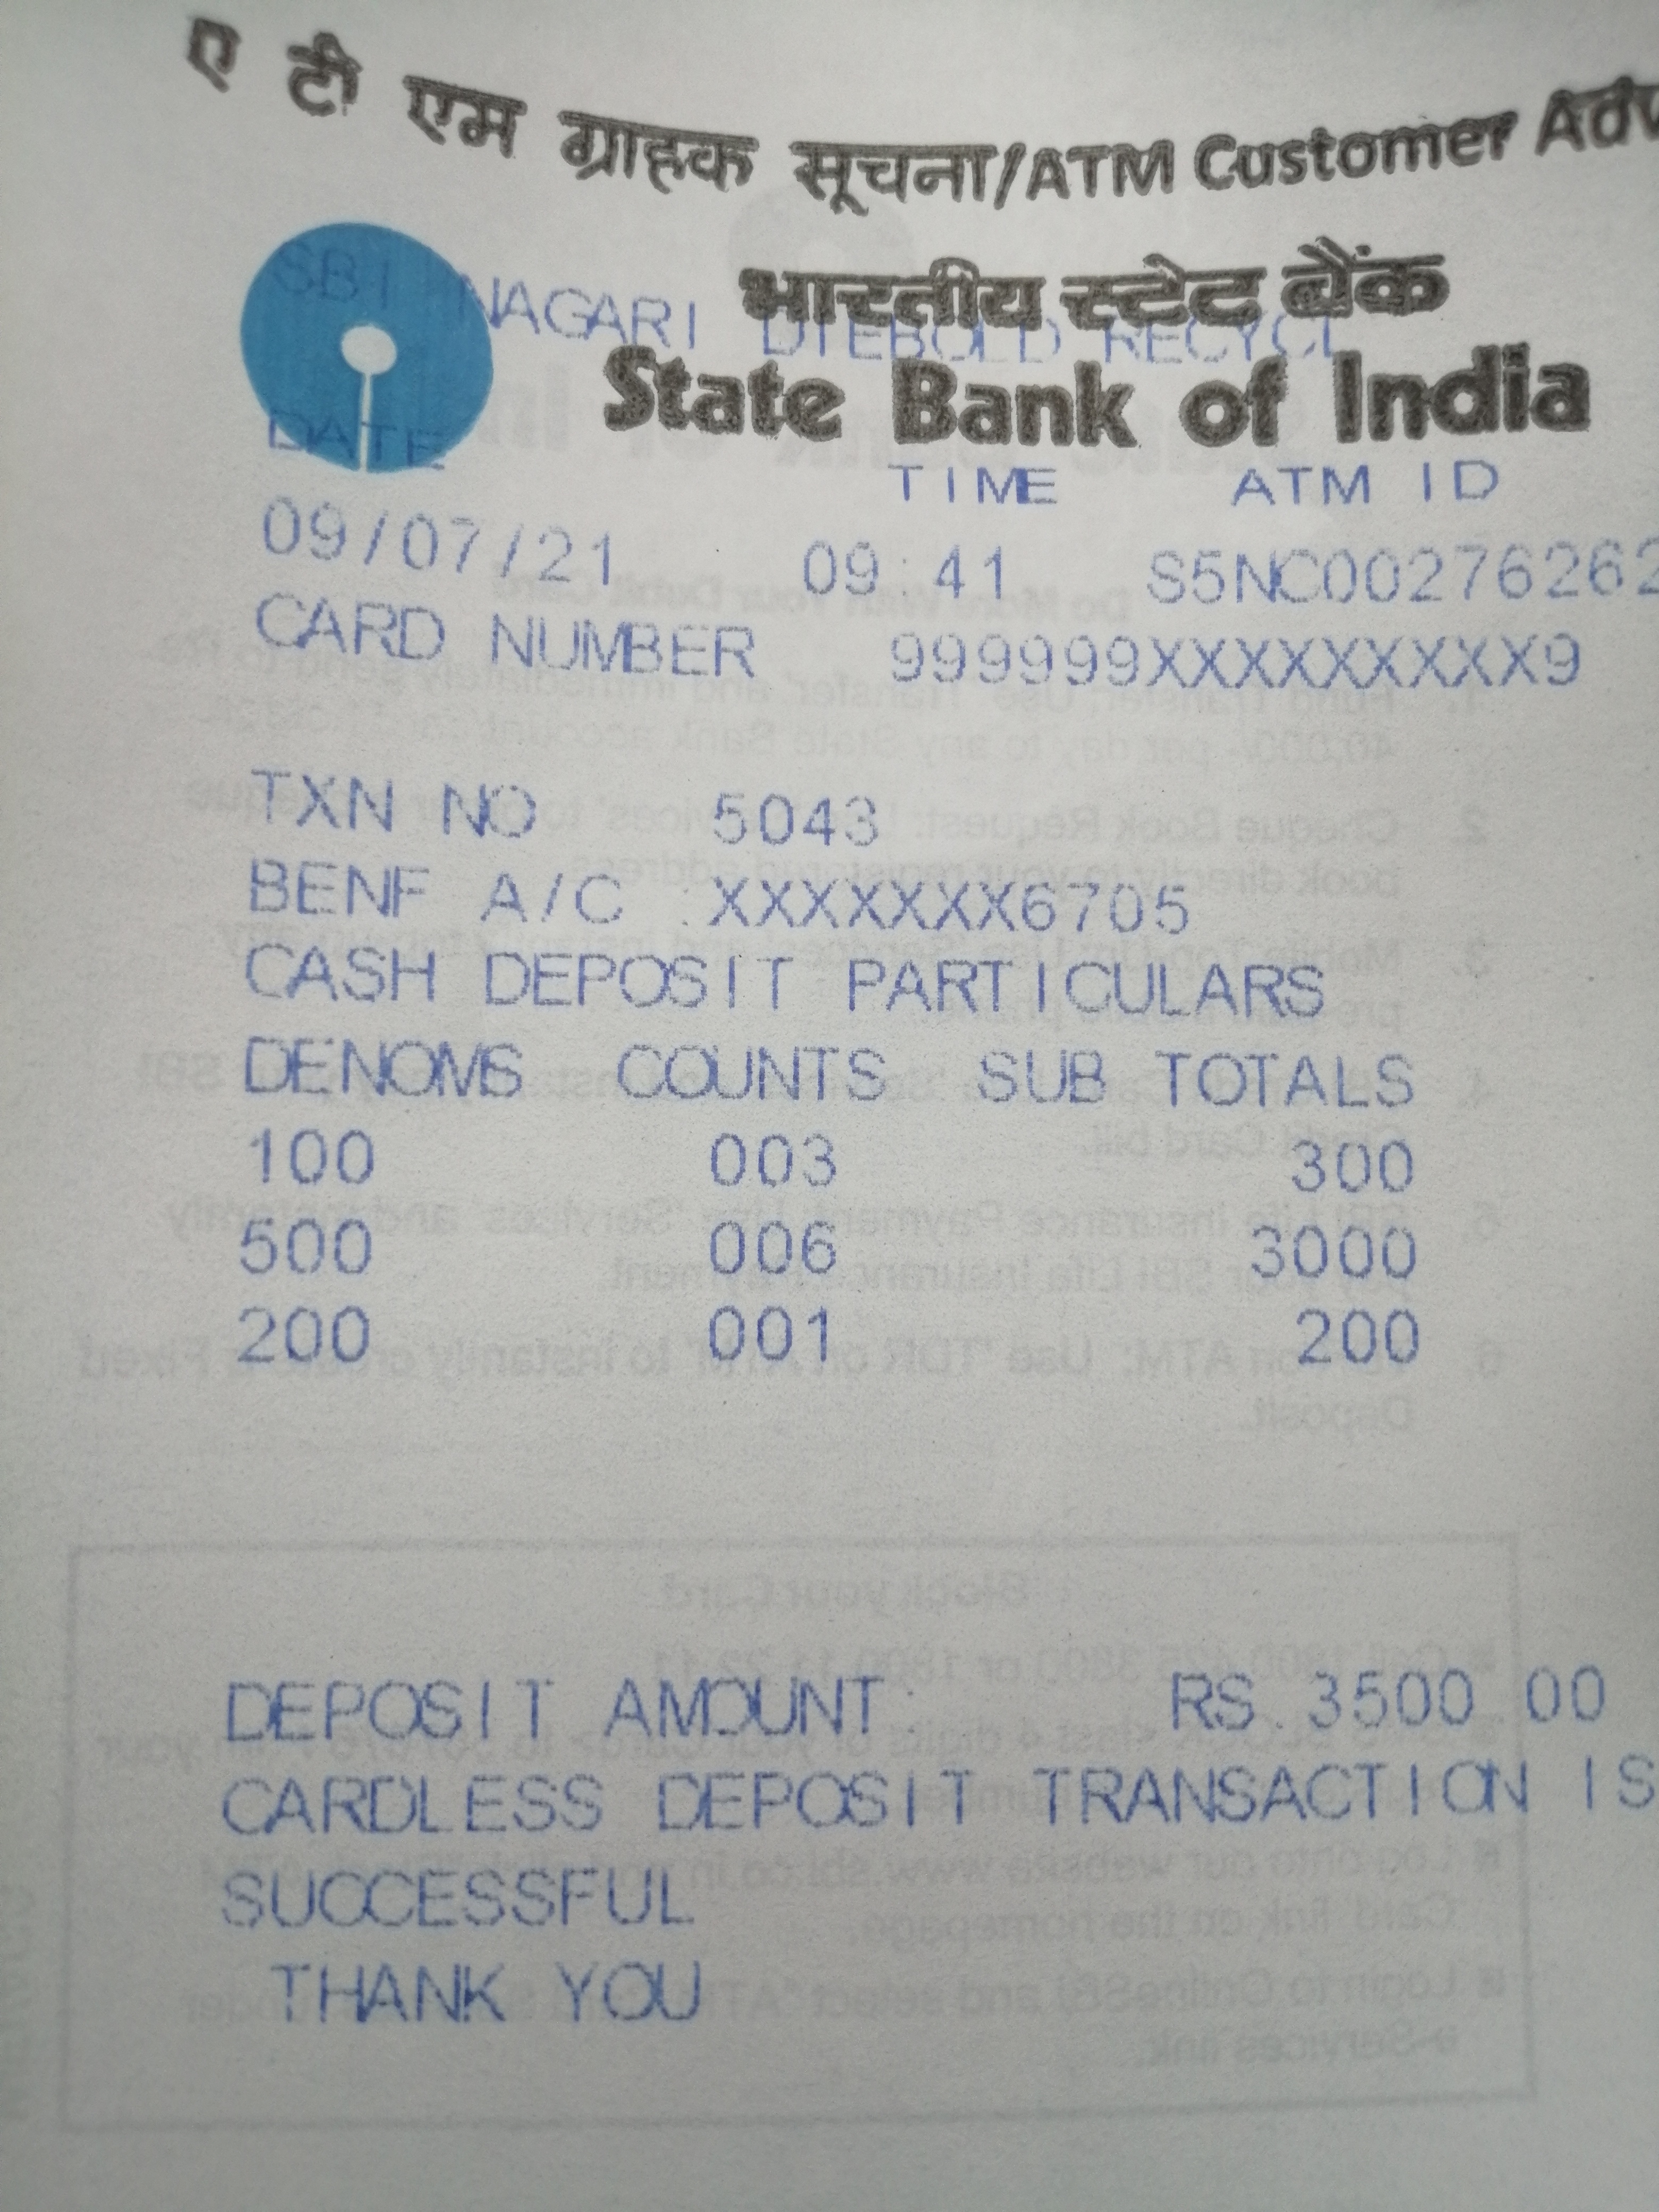 ए टी एम ग्राहक सूचना/ATM Customer Adv
भारतीय स्टेट बैंक
SBI NAGARI DIEBOLD RECYCL
State Bank of India
DATE TIME ATM ID
09/07/21 09:41 S5NC00276262
CARD NUMBER 999999XXXXXXXXX9
TXN NO 5043
BENF A/C :XXXXXXX6705
CASH DEPOSIT PARTICULARS
DENOMS COUNTS SUB TOTALS
100 003 300
500 006 3000
200 001 200
DEPOSIT AMOUNT: RS.3500.00
CARDLESS DEPOSIT TRANSACTION IS
SUCCESSFUL
THANK YOU